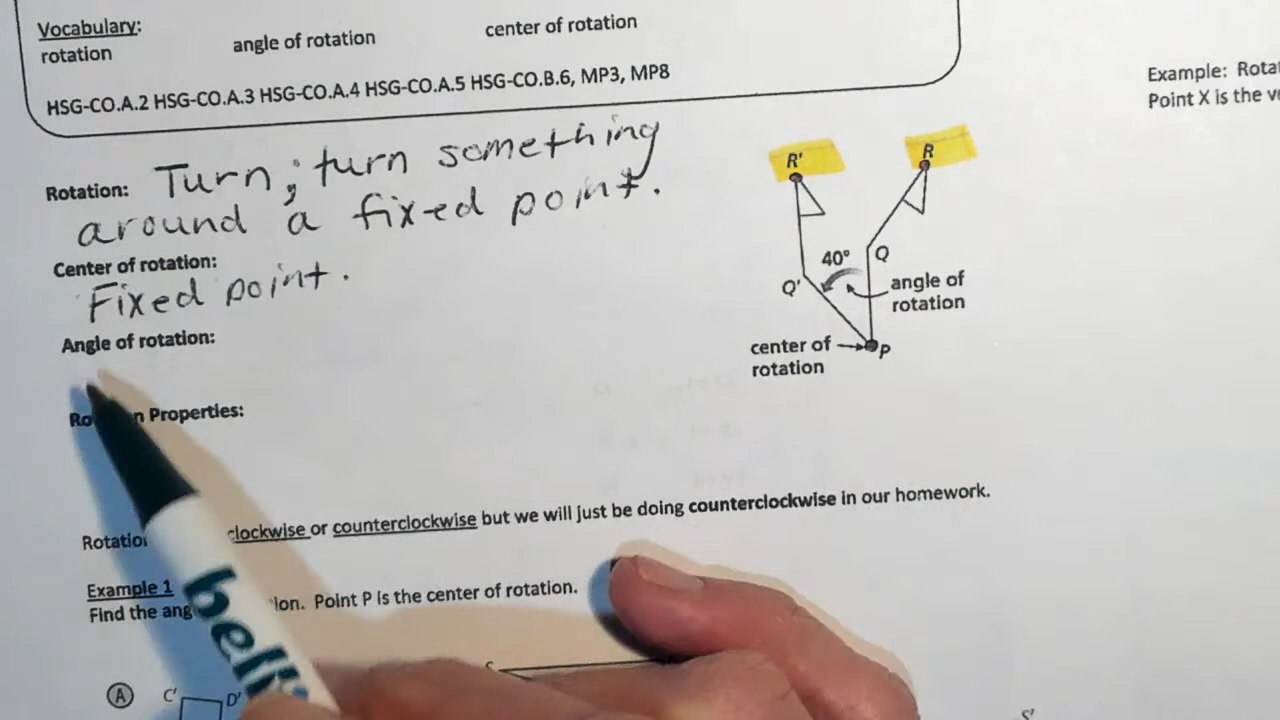 Vocabulary:
rotation
angle of rotation
center of rotation
HSG-CO.A.2 HSG-CO.A.3 HSG-CO.A.4 HSG-CO.A.5 HSG-CO.B.6, MP3, MP8
Example: Rota
Point X is the ve
Rotation: Turn; turn something
around a fixed point.
Center of rotation:
Fixed point.
Angle of rotation:
Properties:
R'
R
40°
Q
Q'
angle of
rotation
center of
rotation
P
clockwise or counterclockwise but we will just be doing counterclockwise in our homework.
Example 1
Find the ang ion. Point P is the center of rotation.
A
C'
D'
S'
belli